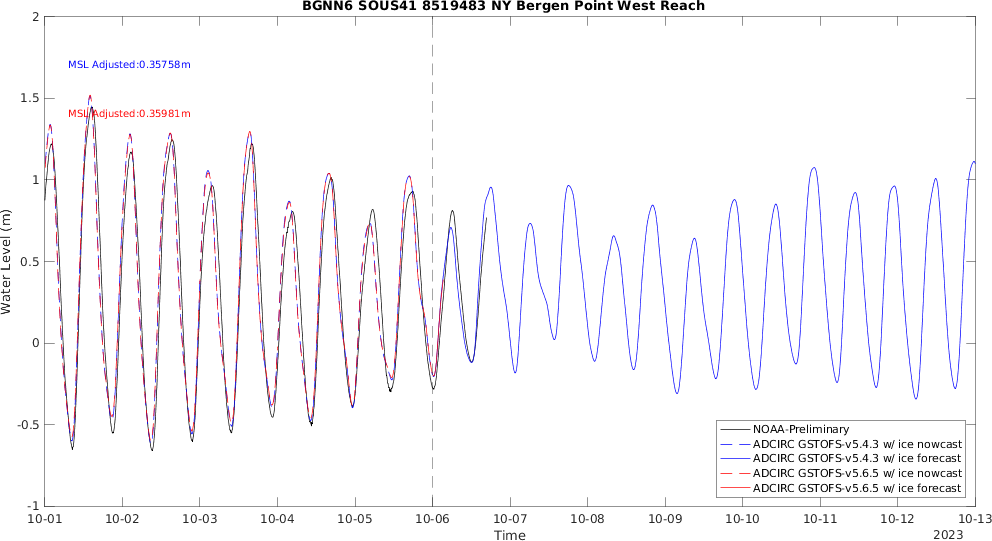 BGNN6 SOUS41 8519483 NY Bergen Point West Reach
2
1.5
1
0.5
0
-0.5
-1
Water Level (m)
MSL Adjusted:0.35758m
MSL Adjusted:0.35981m
NOAA-Preliminary
ADCIRC GSTOFS-v5.4.3 w/ ice nowcast
ADCIRC GSTOFS-v5.4.3 w/ ice forecast
ADCIRC GSTOFS-v5.6.5 w/ ice nowcast
ADCIRC GSTOFS-v5.6.5 w/ ice forecast
10-01 10-02 10-03 10-04 10-05 10-06 10-07 10-08 10-09 10-10 10-11 10-12 10-13
Time
2023